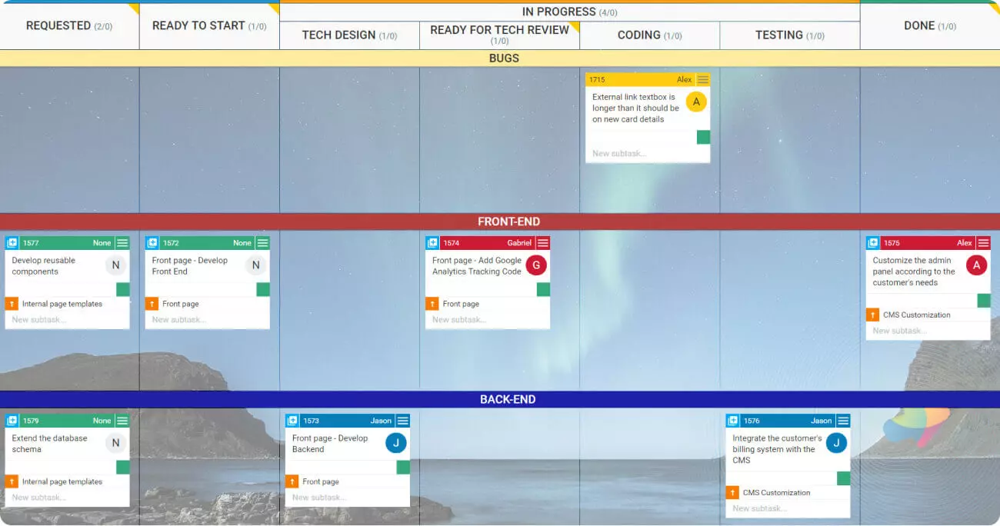 IN PROGRESS (4/0)
REQUESTED (2/0)
READY TO START (1/0)
DONE (1/0)
TECH DESIGN (1/0)
READY FOR TECH REVIEW
(1/0)
CODING (1/0)
TESTING (1/0)
BUGS
1715 Alex
External link textbox is
longer than it should be
on new card details
A
New subtask...
FRONT-END
1577 None
Develop reusable
components
N
Internal page templates
New subtask...
1572 None
Front page - Develop
Front End
N
Front page
New subtask...
1574 Gabriel
Front page - Add Google
Analytics Tracking Code
G
Front page
New subtask...
1575 Alex
Customize the admin
panel according to the
customer's needs
A
CMS Customization
New subtask...
BACK-END
1579 None
Extend the database
schema
N
Internal page templates
New subtask...
1573 Jason
Front page - Develop
Backend
J
Front page
New subtask...
1576 Jason
Integrate the customer's
billing system with the
CMS
J
CMS Customization
New subtask...